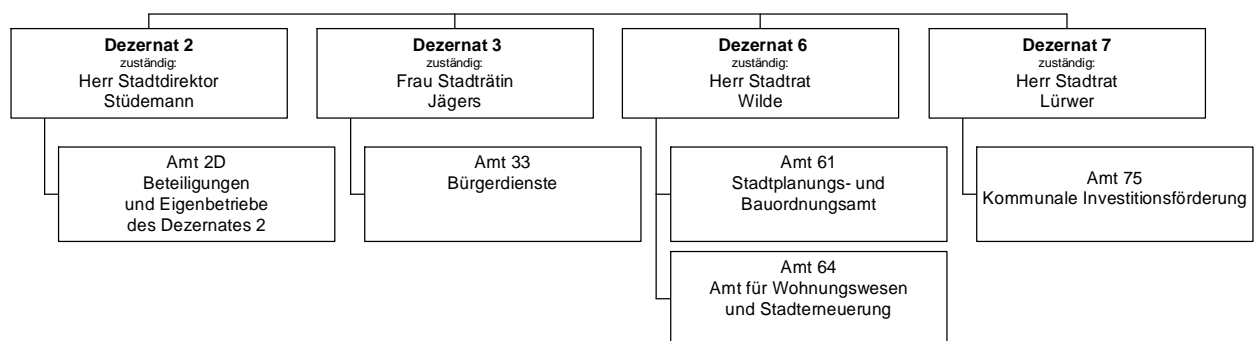 Dezernat 2
zuständig:
Herr Stadtdirektor
Stüdemann
Amt 2D
Beteiligungen
und Eigenbetriebe
des Dezernates 2
Dezernat 3
zuständig:
Frau Stadträtin
Jägers
Amt 33
Bürgerdienste
Dezernat 6
zuständig:
Herr Stadtrat
Wilde
Amt 61
Stadtplanungs- und
Bauordnungsamt
Amt 64
Amt für Wohnungswesen
und Stadterneuerung
Dezernat 7
zuständig:
Herr Stadtrat
Lürwer
Amt 75
Kommunale Investitionsförderung